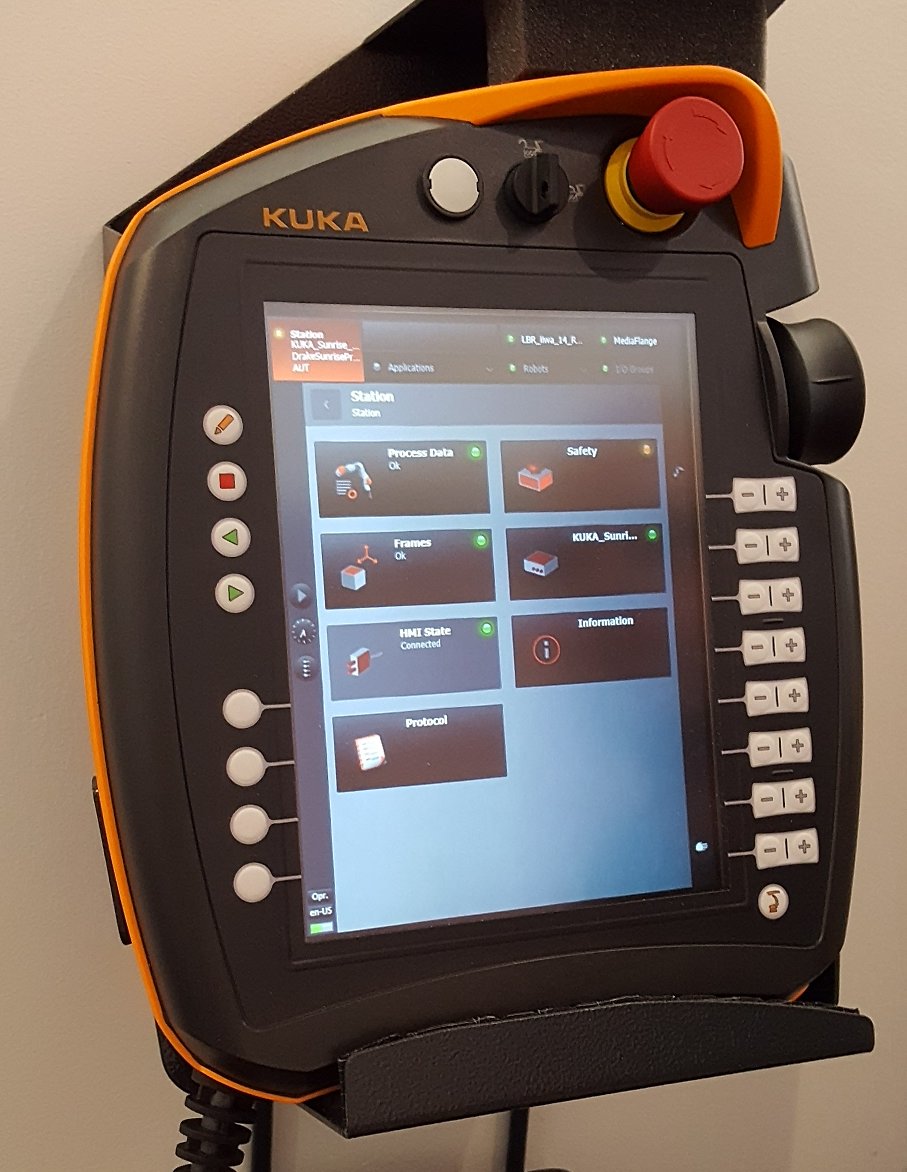 KUKA
Station
KUKA_Sunrise_...
DrakeSunrisePr...
AUT
LBR_iiwa_14_R...
MediaFlange
Applications
Robots
I/O Groups
Station
Station
Process Data
Ok
Safety
Frames
Ok
KUKA_Sunri...
HMI State
Connected
Information
Protocol
A
Opr.
en-US